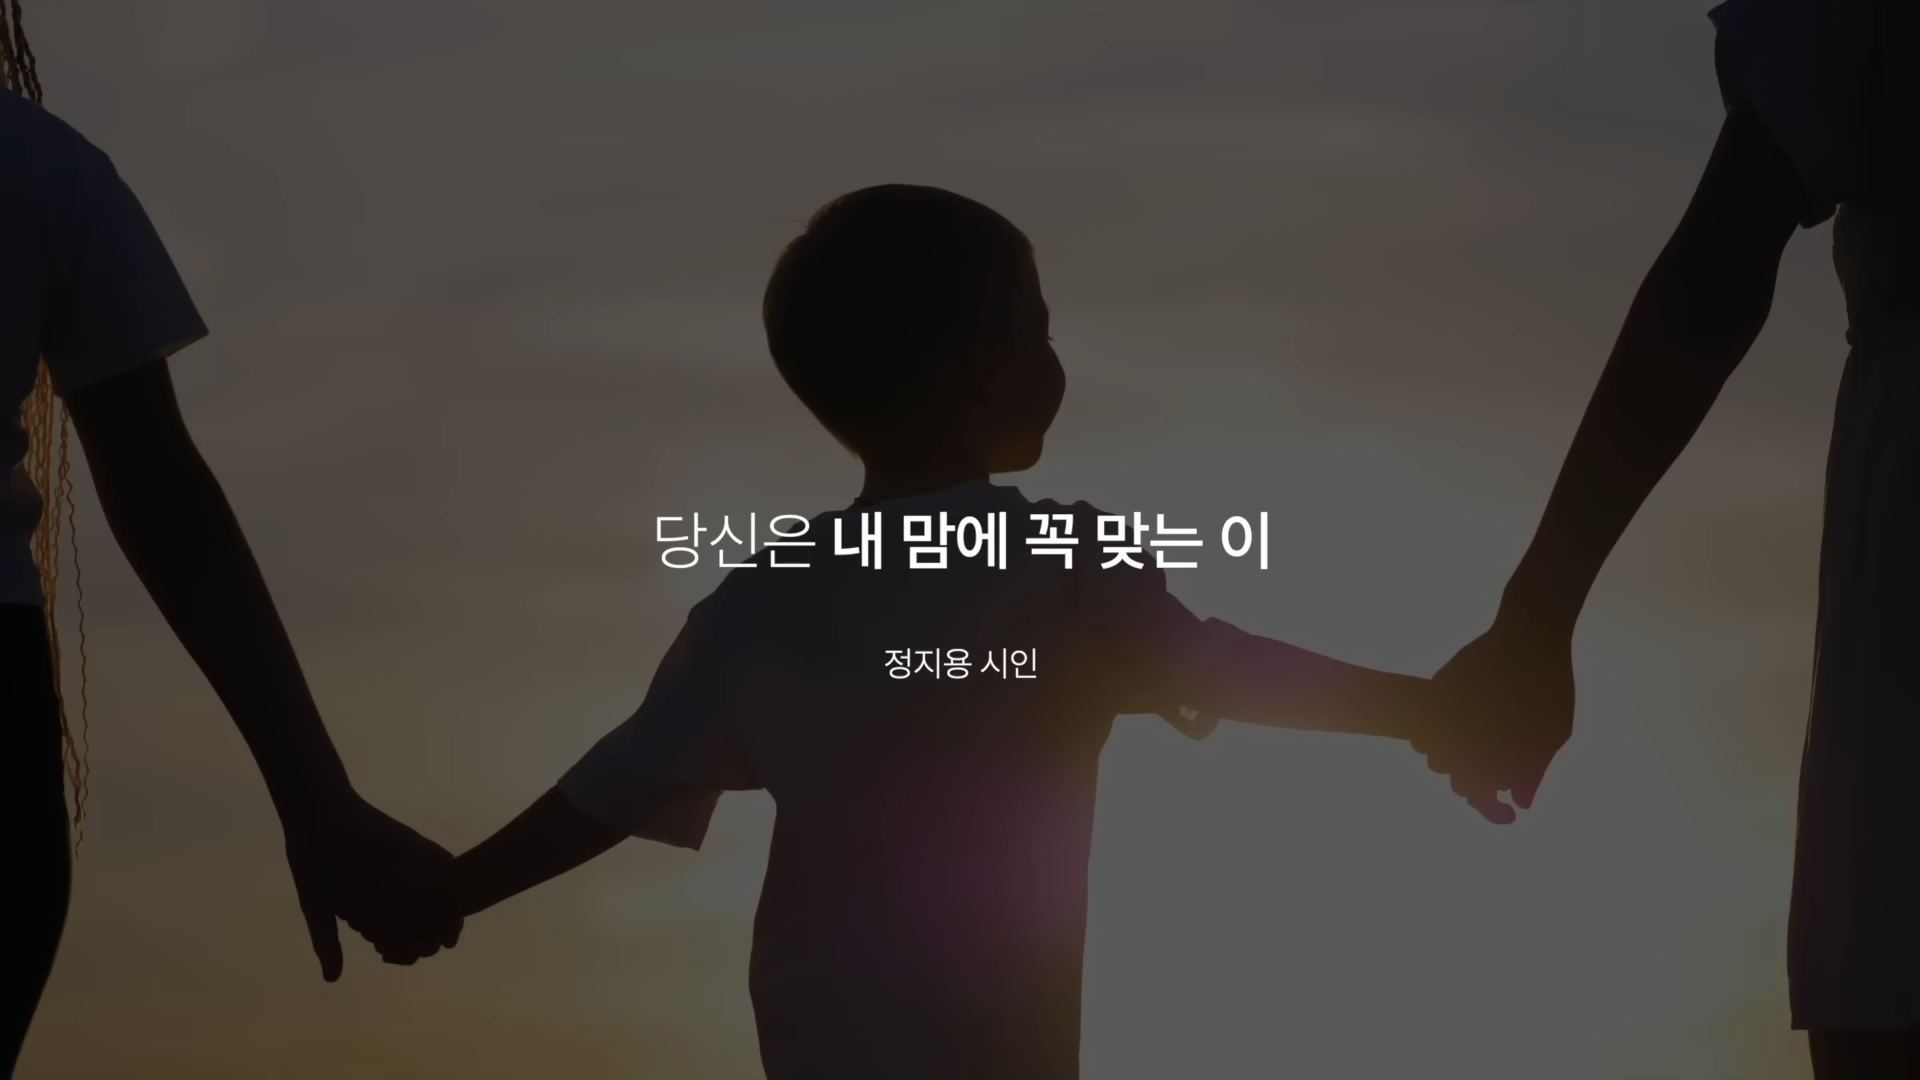 당신은 내 맘에 꼭 맞는 이
정지용 시인